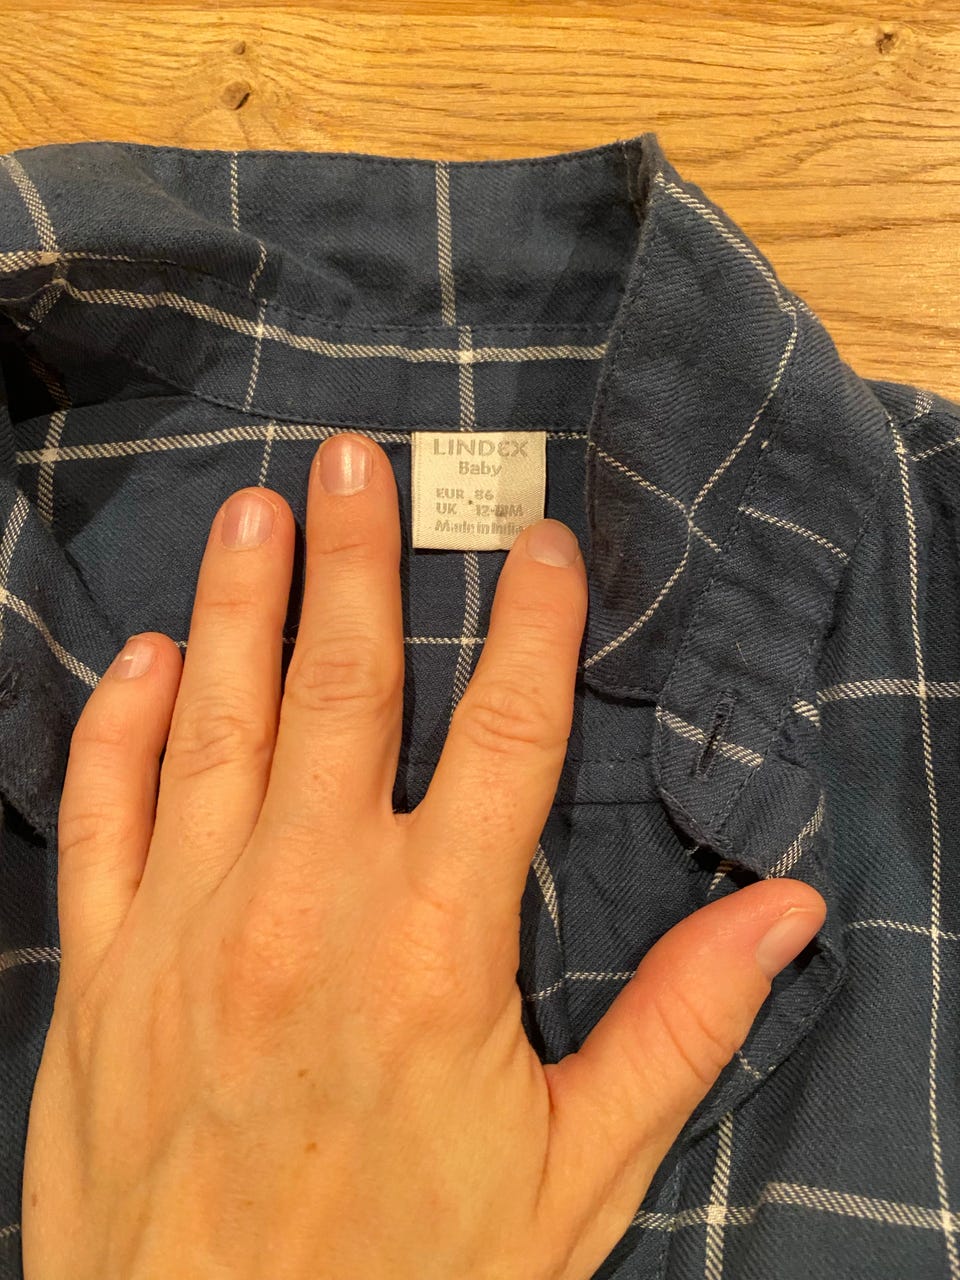 LINDEX
Baby
EUR 86
UK 12-18M
Made in India